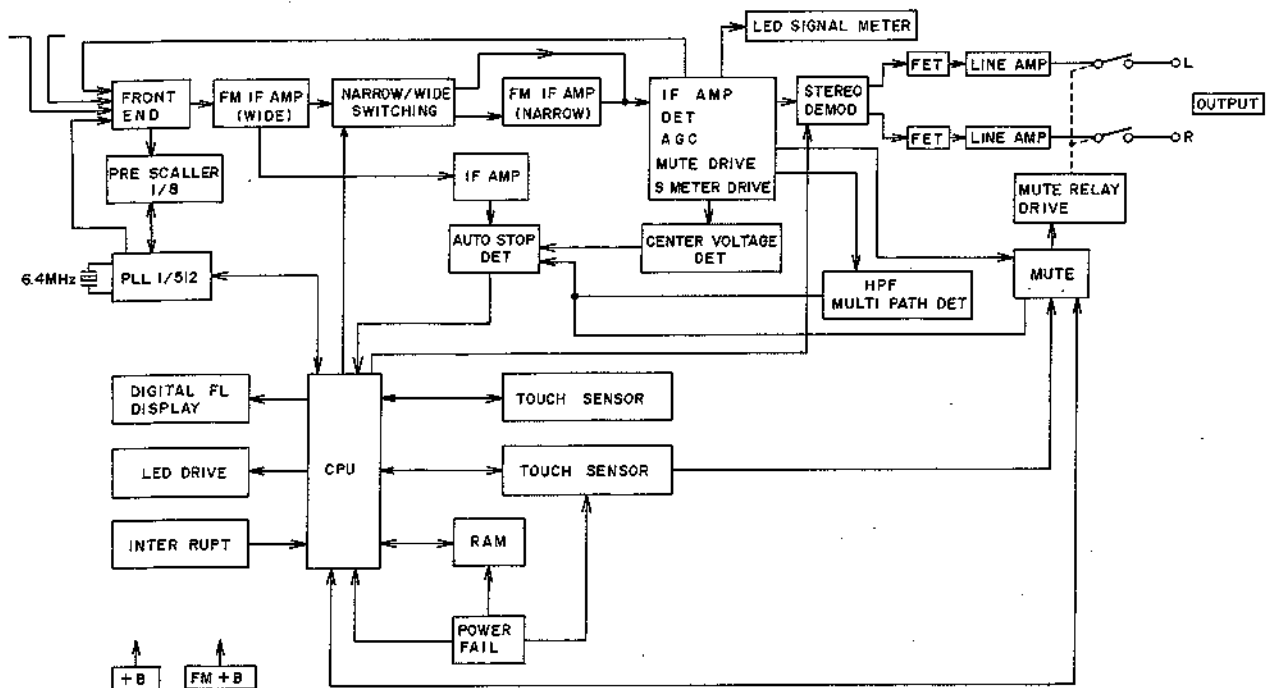 LED SIGNAL METER
FRONT
END
FM IF AMP
(WIDE)
NARROW/WIDE
SWITCHING
FM IF AMP
(NARROW)
IF AMP
DET
AGC
MUTE DRIVE
S METER DRIVE
STEREO
DEMOD
FET
LINE AMP
L
OUTPUT
FET
LINE AMP
R
PRE SCALLER
1/8
IF AMP
MUTE RELAY
DRIVE
AUTO STOP
DET
CENTER VOLTAGE
DET
6.4MHz
PLL 1/512
HPF
MULTI PATH DET
MUTE
DIGITAL FL
DISPLAY
TOUCH SENSOR
LED DRIVE
CPU
TOUCH SENSOR
INTER RUPT
RAM
POWER
FAIL
+B
FM +B